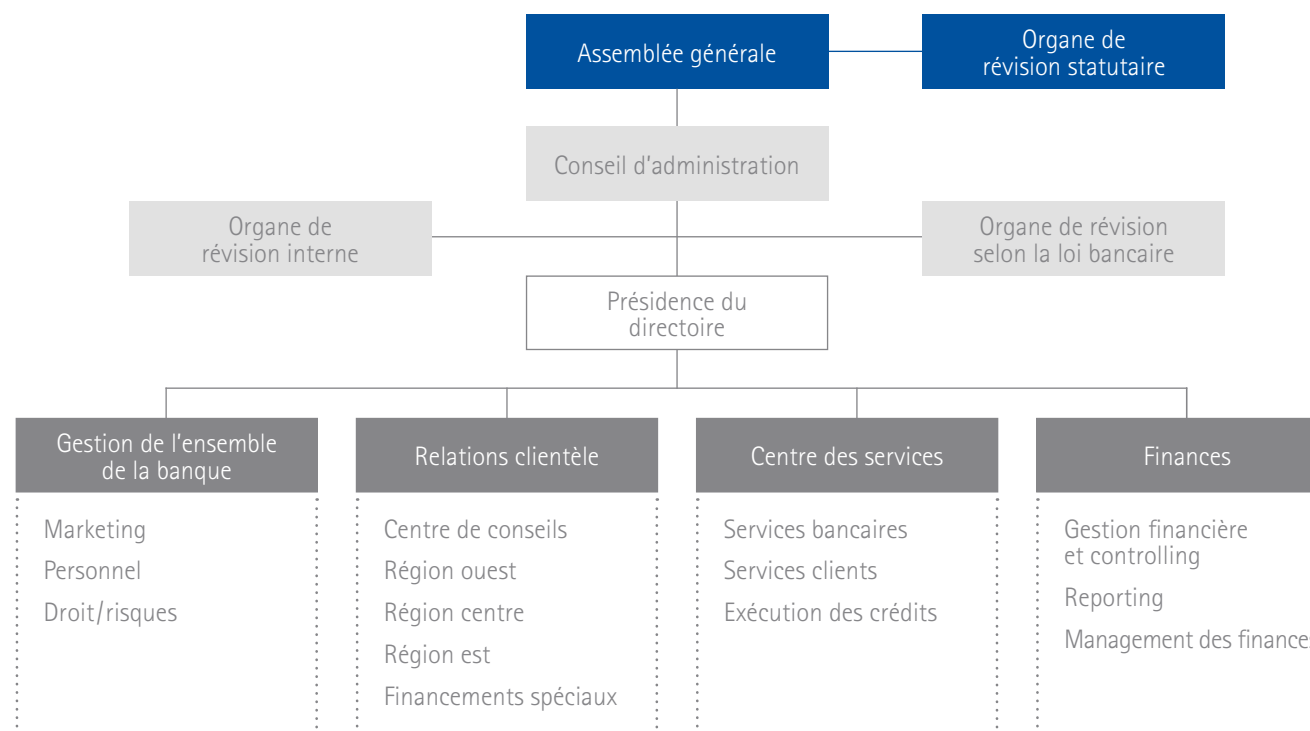 Assemblée générale
Organe de
révision statutaire
Conseil d'administration
Organe de
révision interne
Organe de révision
selon la loi bancaire
Présidence du
directoire
Gestion de l'ensemble
de la banque
Marketing
Personnel
Droit/risques
Relations clientèle
Centre de conseils
Région ouest
Région centre
Région est
Financements spéciaux
Centre des services
Services bancaires
Services clients
Exécution des crédits
Finances
Gestion financière
et controlling
Reporting
Management des finances